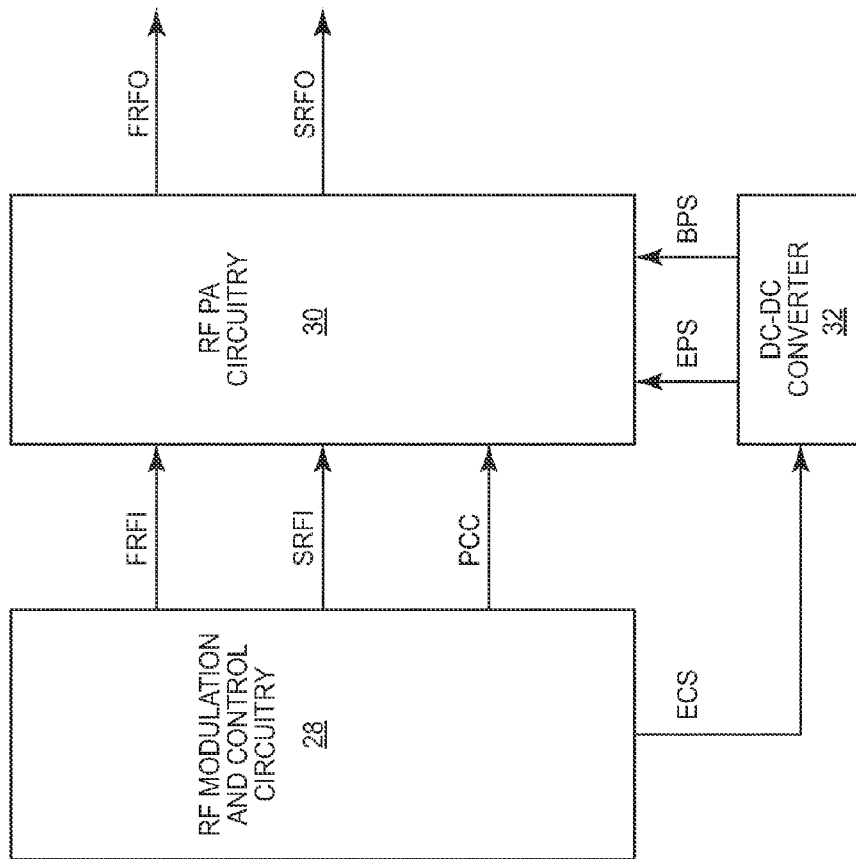 FRFO
SRFO
RF PA
CIRCUITRY
30
BPS
EPS
DC-DC
CONVERTER
32
FRFI
SRFI
PCC
RF MODULATION
AND CONTROL
CIRCUITRY
28
ECS